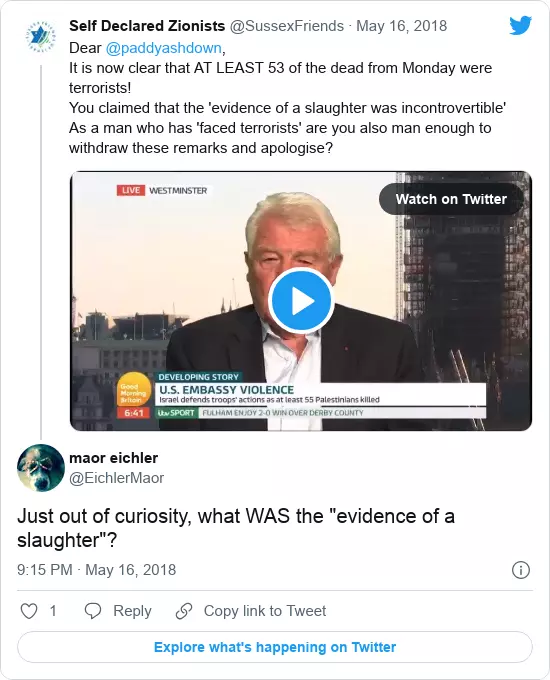 Self Declared Zionists @SussexFriends · May 16, 2018
Dear @paddyashdown,
It is now clear that AT LEAST 53 of the dead from Monday were
terrorists!
You claimed that the 'evidence of a slaughter was incontrovertible'
As a man who has 'faced terrorists' are you also man enough to
withdraw these remarks and apologise?
LIVE WESTMINSTER
Watch on Twitter
Good
Morning
Britain
DEVELOPING STORY
U.S. EMBASSY VIOLENCE
Israel defends troops' actions as at least 55 Palestinians killed
6:41 itv SPORT FULHAM ENJOY 2-0 WIN OVER DERBY COUNTY
maor eichler
@EichlerMaor
Just out of curiosity, what WAS the "evidence of a
slaughter"?
9:15 PM · May 16, 2018
1 Reply Copy link to Tweet
Explore what's happening on Twitter